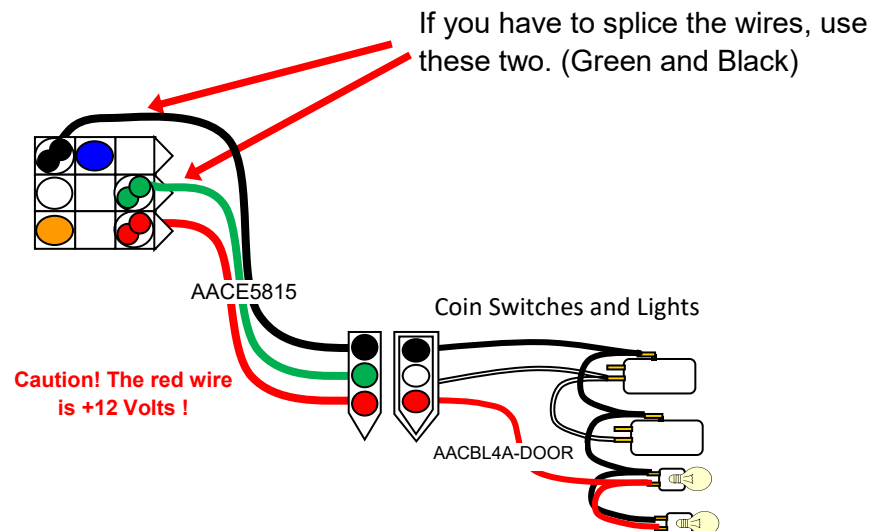 If you have to splice the wires, use
these two. (Green and Black)
AACE5815
Coin Switches and Lights
Caution! The red wire
is +12 Volts !
AACBL4A-DOOR